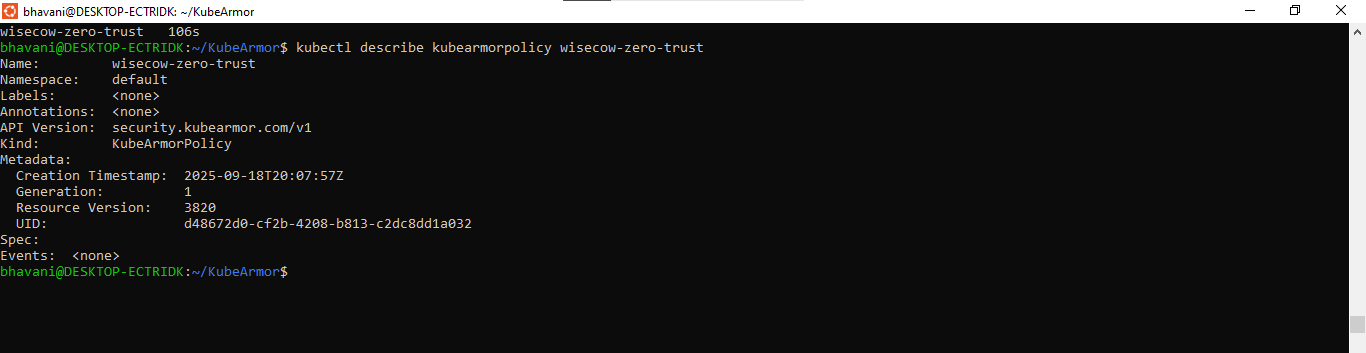 bhavani@DESKTOP-ECTRIDK: ~/KubeArmor
wisecow-zero-trust   106s
bhavani@DESKTOP-ECTRIDK:~/KubeArmor$ kubectl describe kubearmorpolicy wisecow-zero-trust
Name:         wisecow-zero-trust
Namespace:    default
Labels:       <none>
Annotations:  <none>
API Version:  security.kubearmor.com/v1
Kind:         KubeArmorPolicy
Metadata:
  Creation Timestamp:  2025-09-18T20:07:57Z
  Generation:          1
  Resource Version:    3820
  UID:                 d48672d0-cf2b-4208-b813-c2dc8dd1a032
Spec:
Events:  <none>
bhavani@DESKTOP-ECTRIDK:~/KubeArmor$